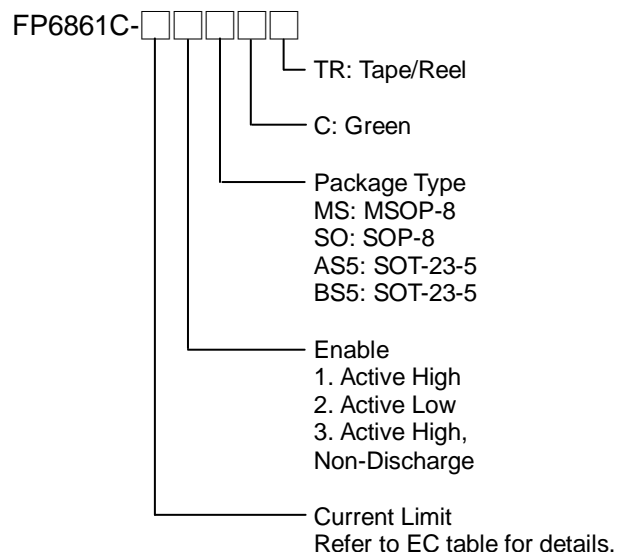 FP6861C-
TR: Tape/Reel
C: Green
Package Type
MS: MSOP-8
SO: SOP-8
AS5: SOT-23-5
BS5: SOT-23-5
Enable
1. Active High
2. Active Low
3. Active High,
Non-Discharge
Current Limit
Refer to EC table for details.